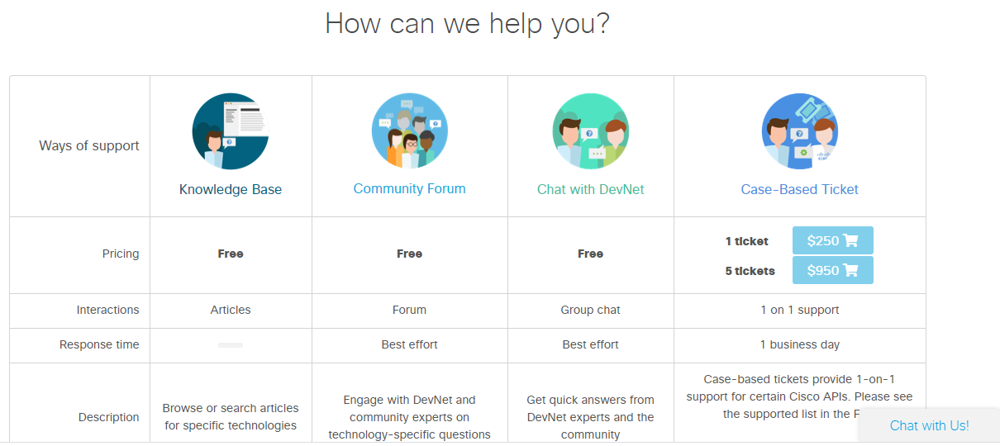 How can we help you?
Ways of support
Knowledge Base
Community Forum
Chat with DevNet
Case-Based Ticket
Pricing
Free
Free
Free
1 ticket
$250
5 tickets
$950
Interactions
Articles
Forum
Group chat
1 on 1 support
Response time
Best effort
Best effort
1 business day
Description
Browse or search articles
for specific technologies
Engage with DevNet and
community experts on
technology-specific questions
Get quick answers from
DevNet experts and the
community
Case-based tickets provide 1-on-1
support for certain Cisco APIs. Please see
the supported list in the
Chat with Us!